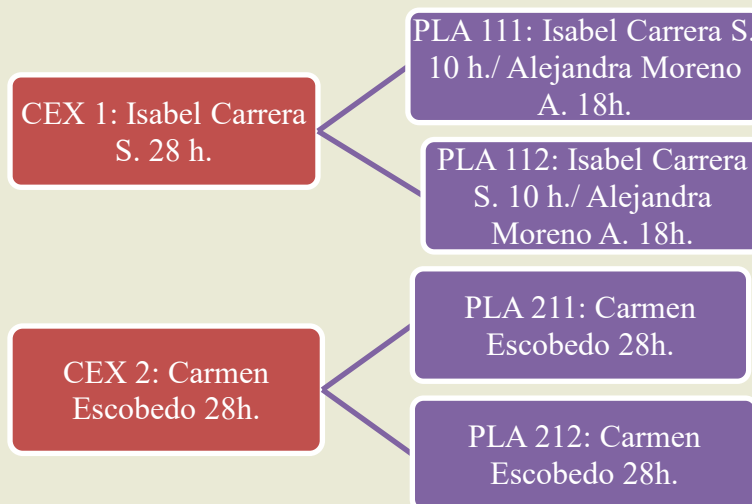 CEX 1: Isabel Carrera
S. 28 h.
PLA 111: Isabel Carrera S.
10 h./ Alejandra Moreno
A. 18h.
PLA 112: Isabel Carrera
S. 10 h./ Alejandra
Moreno A. 18h.
CEX 2: Carmen
Escobedo 28h.
PLA 211: Carmen
Escobedo 28h.
PLA 212: Carmen
Escobedo 28h.